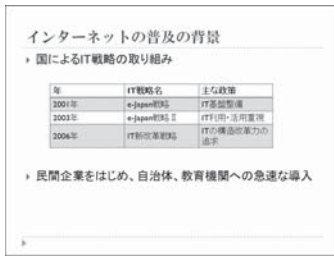 インターネットの普及の背景
国によるIT戦略の取り組み
年 IT戦略名 主な政策
2001年 e-Japan戦略 IT基盤整備
2003年 e-Japan戦略Ⅱ IT利用・活用重視
2006年 IT新改革戦略 ITの構造改革力の
追求
民間企業をはじめ、自治体、教育機関への急速な導入